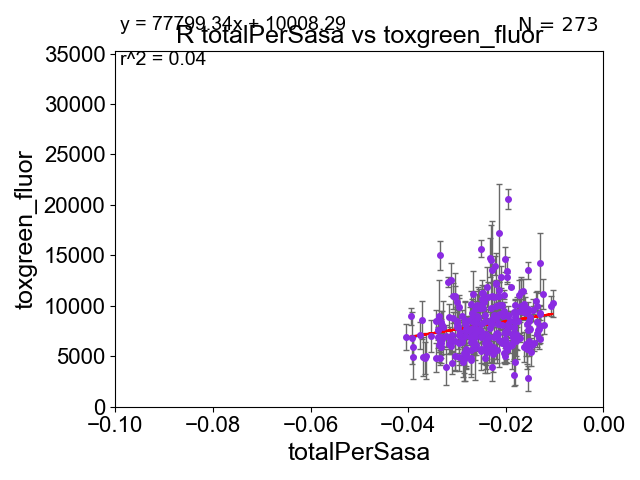 y = 77799.34x + 10008.29
N = 273
R totalPerSasa vs toxgreen_fluor
r^2 = 0.04
toxgreen_fluor
35000
30000
25000
20000
15000
10000
5000
0
−0.10 −0.08 −0.06 −0.04 −0.02 0.00
totalPerSasa